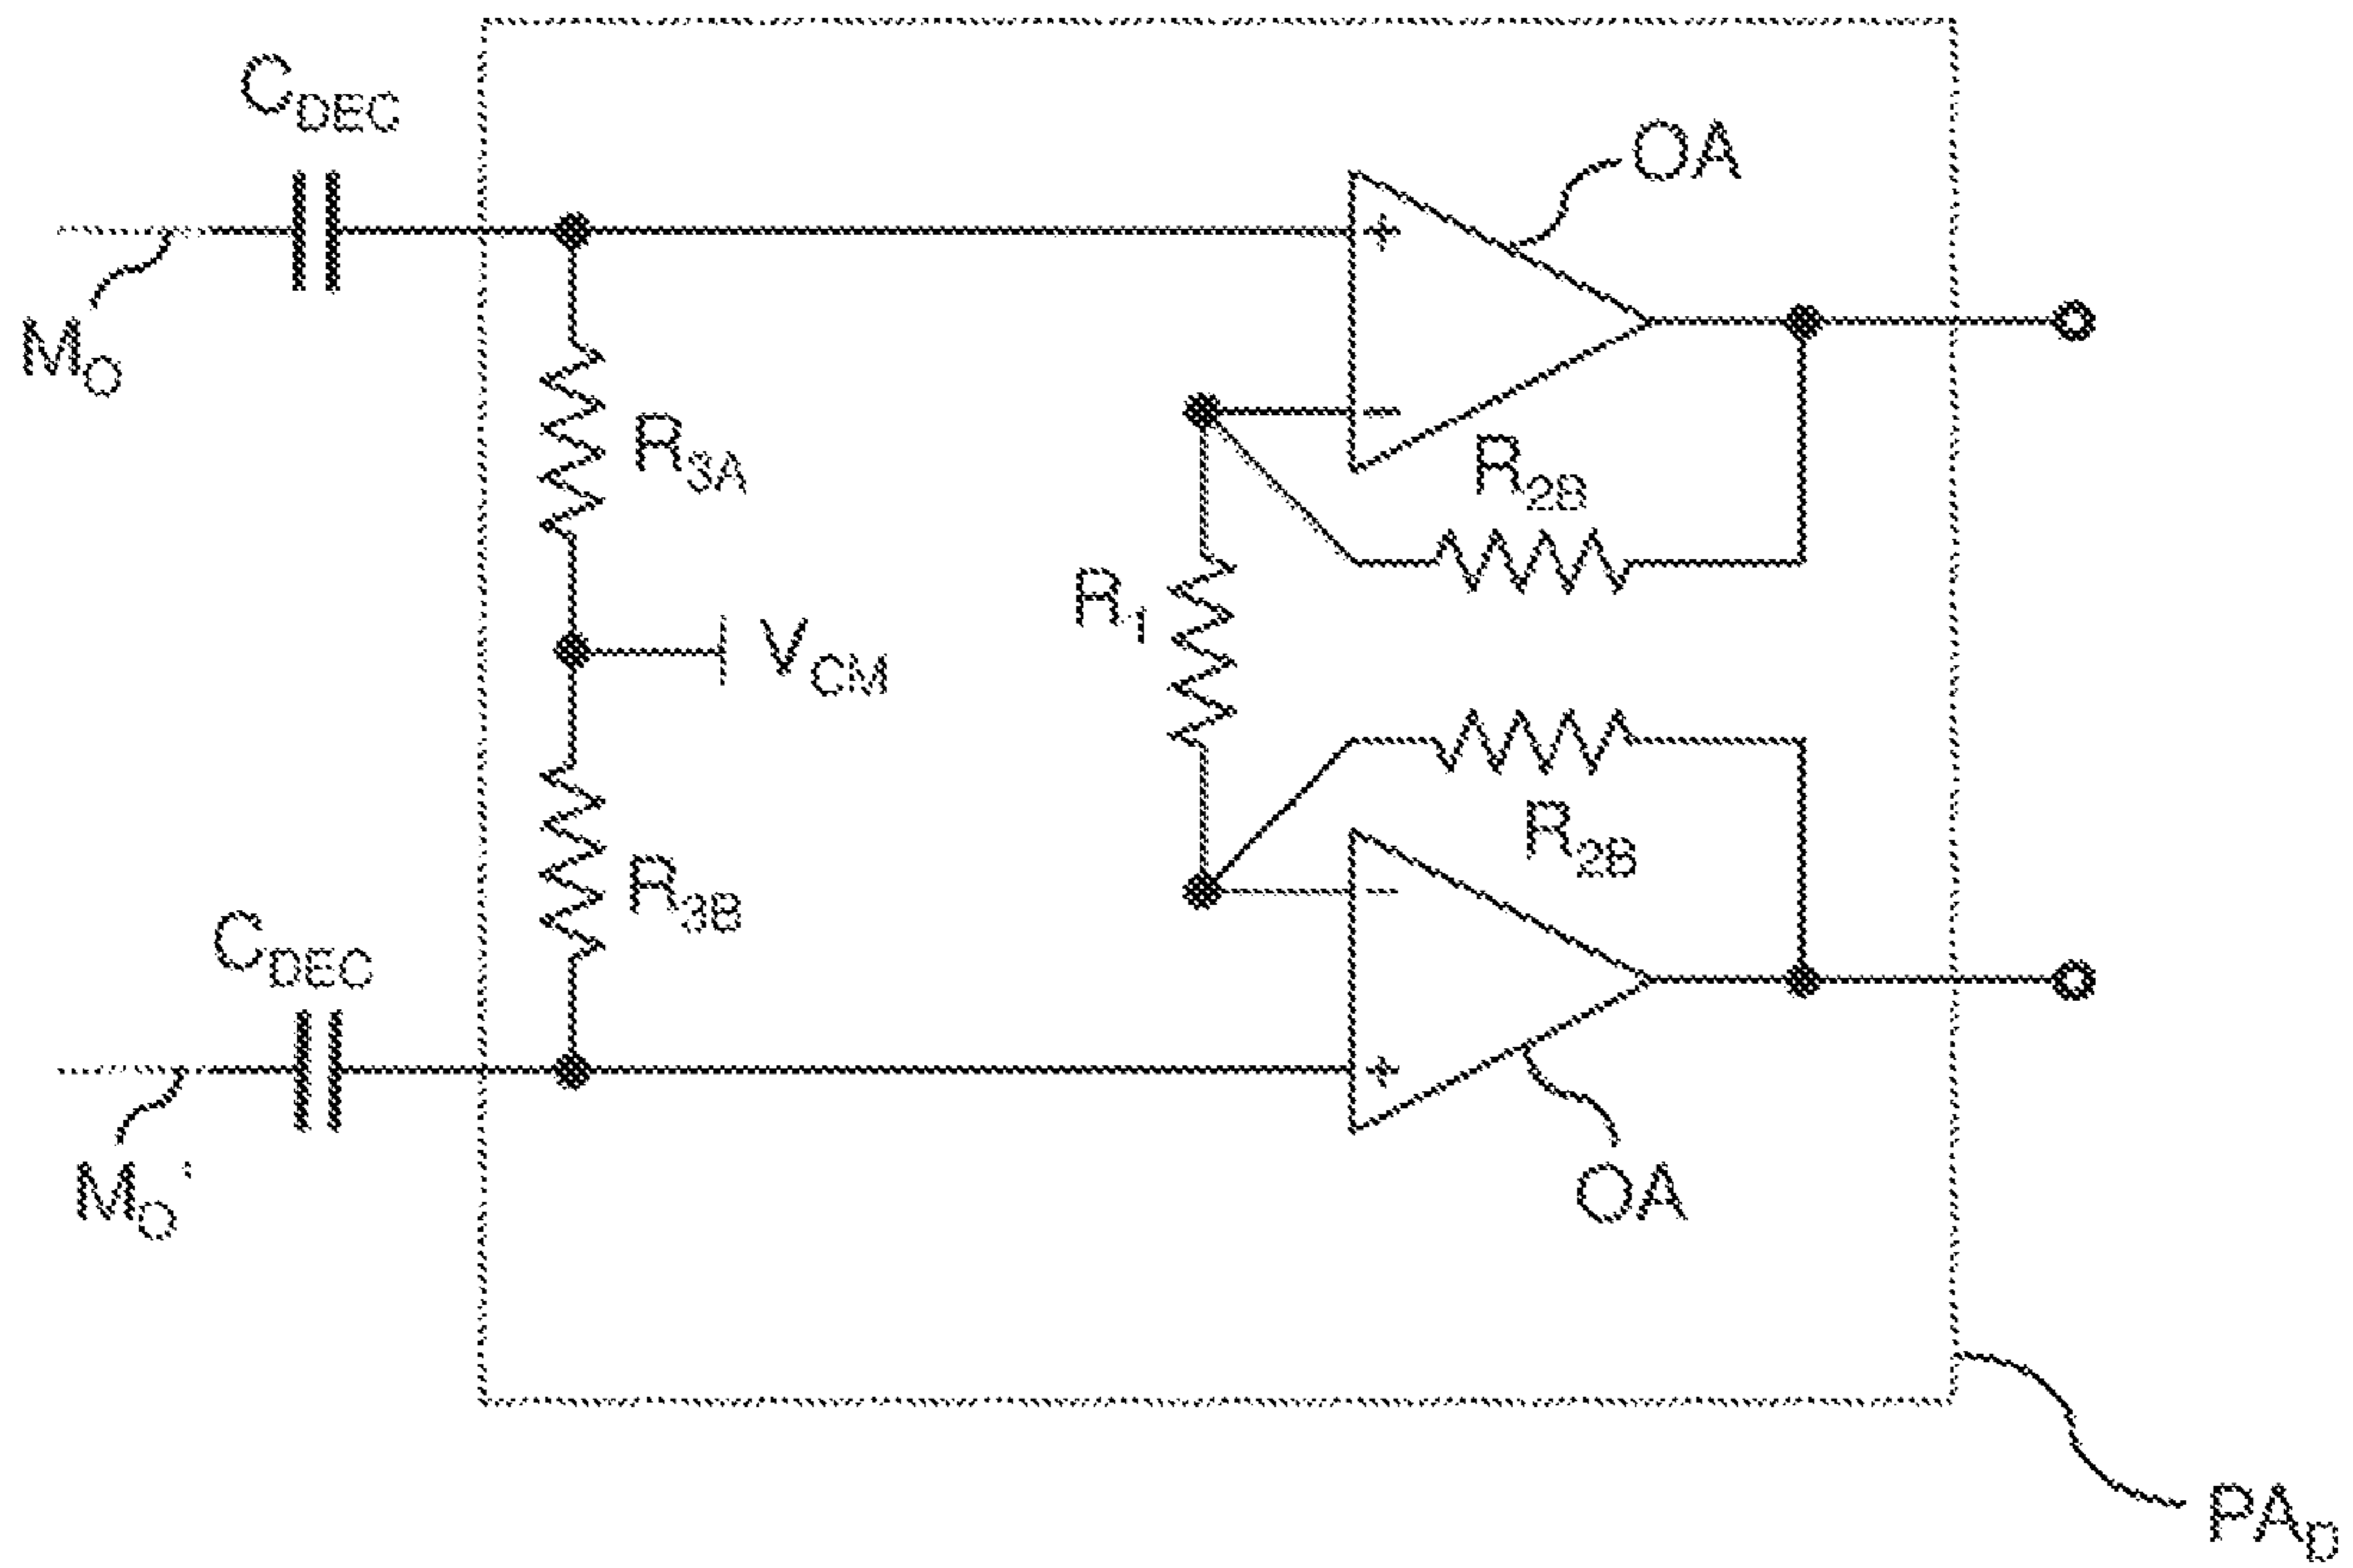 C_DEC
OA
+
M_O
R_3A
−
R_2B
R_1
V_CM
R_2B
R_3B
−
C_DEC
+
M_O'
OA
PA_D